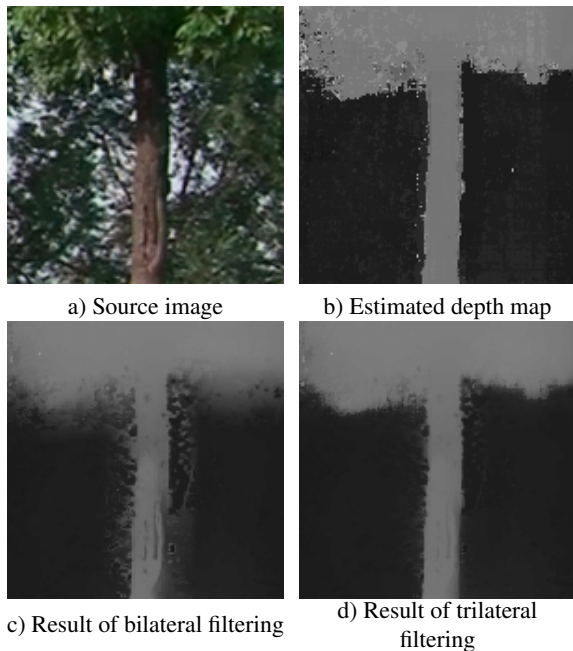 a) Source image
b) Estimated depth map
c) Result of bilateral filtering
d) Result of trilateral
filtering